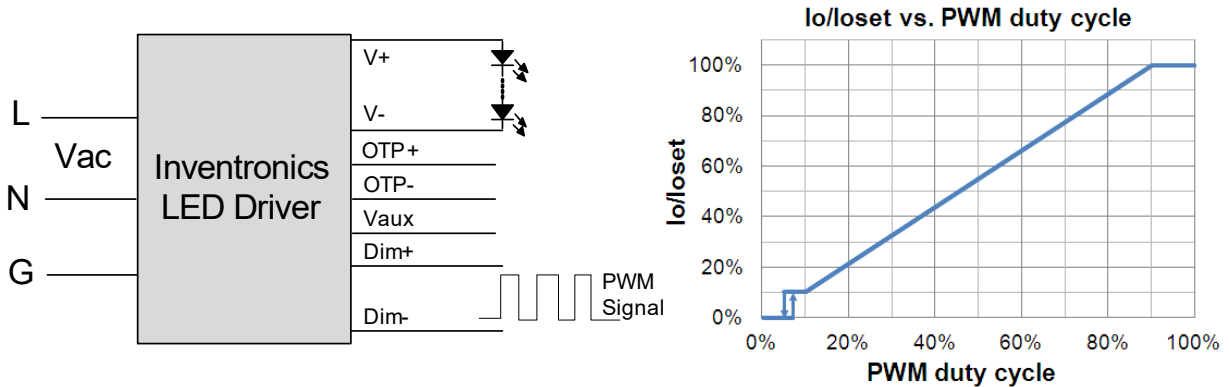 L
Vac
N
G
Inventronics
LED Driver
V+
V-
OTP+
OTP-
Vaux
Dim+
Dim-
PWM
Signal
Io/Ioset vs. PWM duty cycle
Io/Ioset
100%
80%
60%
40%
20%
0%
0% 20% 40% 60% 80% 100%
PWM duty cycle